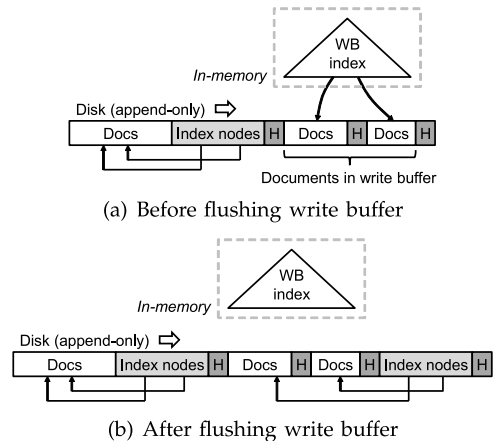 WB
index
In-memory
Disk (append-only)
Docs Index nodes H Docs H Docs H
Documents in write buffer
(a) Before flushing write buffer
WB
index
In-memory
Disk (append-only)
Docs Index nodes H Docs H Docs H Index nodes H
(b) After flushing write buffer